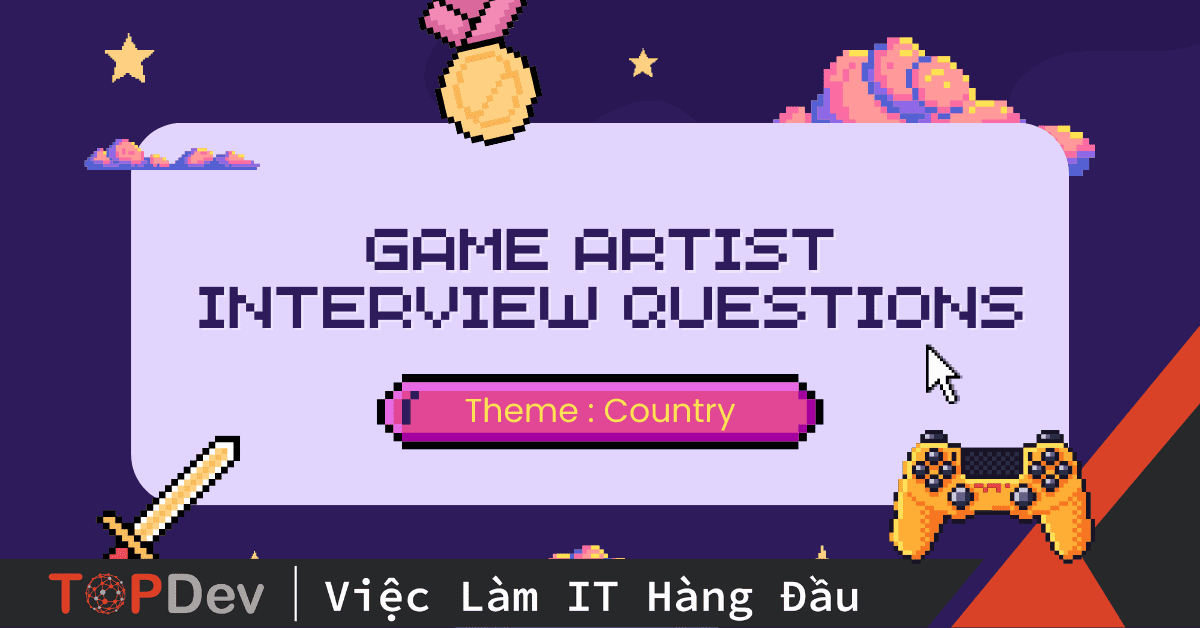 GAME ARTIST
INTERVIEW QUESTIONS
Theme : Country
TOPDev
Việc Làm IT Hàng Đầu